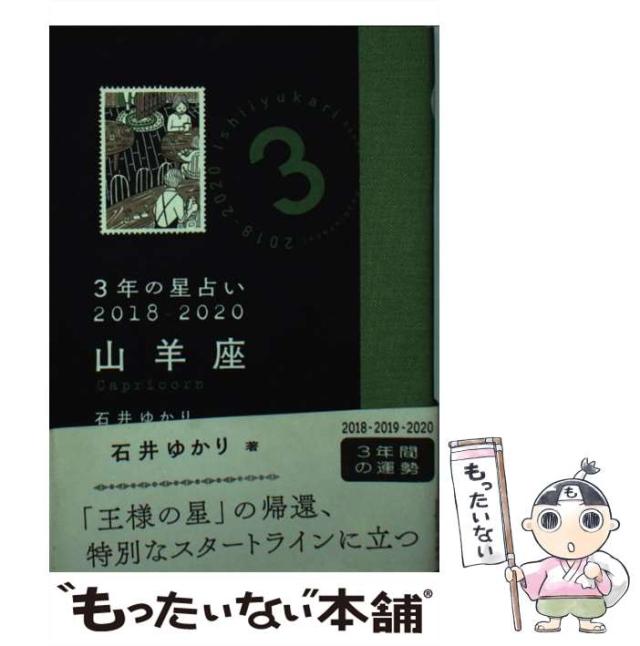 Ishiiyukari
2018-2020
3
3年の星占い
2018-2020
山羊座
Capricorn
石井ゆかり
石井ゆかり 著
2018-2019-2020
3年間
の運勢
「王様の星」の帰還、
特別なスタートラインに立つ
も
もったいない
"もったいない"本舗®